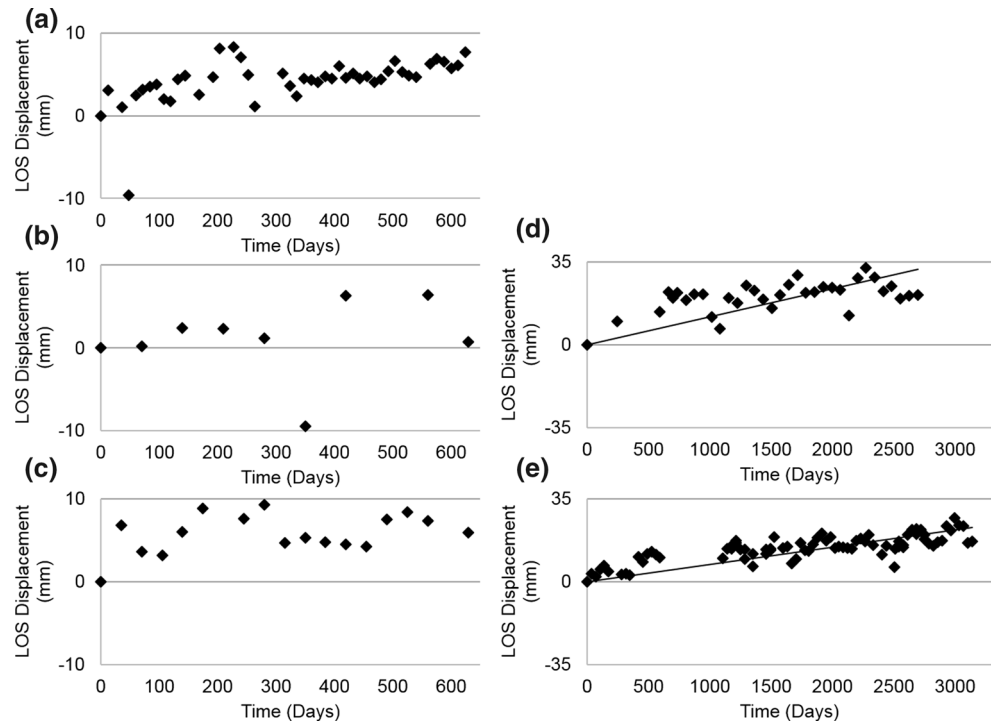 (a)
LOS Displacement
(mm)
10
0
-10
0 100 200 300 400 500 600
Time (Days)
(b)
LOS Displacement
(mm)
10
0
-10
0 100 200 300 400 500 600
Time (Days)
(c)
LOS Displacement
(mm)
10
0
-10
0 100 200 300 400 500 600
Time (Days)
(d)
LOS Displacement
(mm)
35
0
-35
0 500 1000 1500 2000 2500 3000
Time (Days)
(e)
LOS Displacement
(mm)
35
0
-35
0 500 1000 1500 2000 2500 3000
Time (Days)